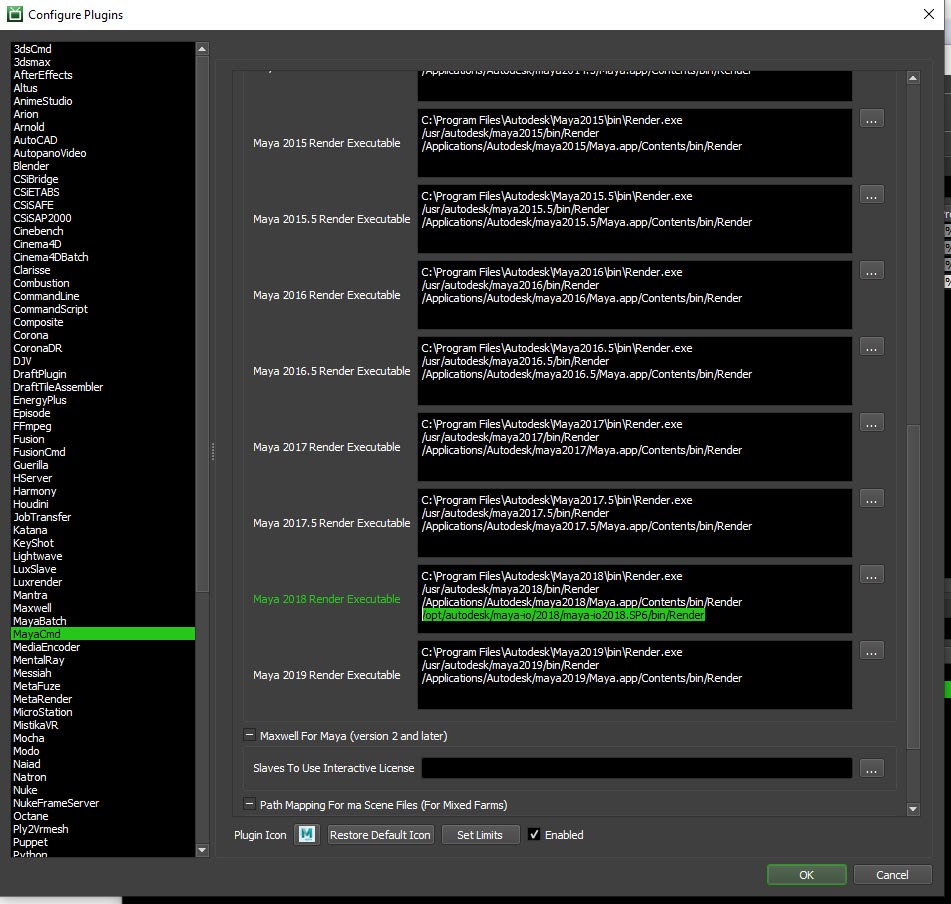 Configure Plugins
3dsCmd
3dsmax
AfterEffects
Altus
AnimeStudio
Arion
Arnold
AutoCAD
AutopanoVideo
Blender
CSiBridge
CSiETABS
CSiSAFE
CSiSAP2000
Cinebench
Cinema4D
Cinema4DBatch
Clarisse
Combustion
CommandLine
CommandScript
Composite
Corona
CoronaDR
DJV
DraftPlugin
DraftTileAssembler
EnergyPlus
Episode
FFmpeg
Fusion
FusionCmd
Guerilla
HServer
Harmony
Houdini
JobTransfer
Katana
KeyShot
Lightwave
LuxSlave
Luxrender
Mantra
Maxwell
MayaBatch
MayaCmd
MediaEncoder
MentalRay
Messiah
MetaFuze
MetaRender
MicroStation
MistikaVR
Mocha
Modo
Naiad
Natron
Nuke
NukeFrameServer
Octane
Ply2Vrmesh
Puppet
Python
/Applications/Autodesk/maya2014.5/Maya.app/Contents/bin/Render
Maya 2015 Render Executable
C:\Program Files\Autodesk\Maya2015\bin\Render.exe
/usr/autodesk/maya2015/bin/Render
/Applications/Autodesk/maya2015/Maya.app/Contents/bin/Render
...
Maya 2015.5 Render Executable
C:\Program Files\Autodesk\Maya2015.5\bin\Render.exe
/usr/autodesk/maya2015.5/bin/Render
/Applications/Autodesk/maya2015.5/Maya.app/Contents/bin/Render
...
Maya 2016 Render Executable
C:\Program Files\Autodesk\Maya2016\bin\Render.exe
/usr/autodesk/maya2016/bin/Render
/Applications/Autodesk/maya2016/Maya.app/Contents/bin/Render
...
Maya 2016.5 Render Executable
C:\Program Files\Autodesk\Maya2016.5\bin\Render.exe
/usr/autodesk/maya2016.5/bin/Render
/Applications/Autodesk/maya2016.5/Maya.app/Contents/bin/Render
...
Maya 2017 Render Executable
C:\Program Files\Autodesk\Maya2017\bin\Render.exe
/usr/autodesk/maya2017/bin/Render
/Applications/Autodesk/maya2017/Maya.app/Contents/bin/Render
...
Maya 2017.5 Render Executable
C:\Program Files\Autodesk\Maya2017.5\bin\Render.exe
/usr/autodesk/maya2017.5/bin/Render
/Applications/Autodesk/maya2017.5/Maya.app/Contents/bin/Render
...
Maya 2018 Render Executable
C:\Program Files\Autodesk\Maya2018\bin\Render.exe
/usr/autodesk/maya2018/bin/Render
/Applications/Autodesk/maya2018/Maya.app/Contents/bin/Render
/opt/autodesk/maya-io/2018/maya-io2018.SP6/bin/Render
...
Maya 2019 Render Executable
C:\Program Files\Autodesk\Maya2019\bin\Render.exe
/usr/autodesk/maya2019/bin/Render
/Applications/Autodesk/maya2019/Maya.app/Contents/bin/Render
...
Maxwell For Maya (version 2 and later)
Slaves To Use Interactive License
...
Path Mapping For ma Scene Files (For Mixed Farms)
Plugin Icon
M
Restore Default Icon
Set Limits
Enabled
OK
Cancel